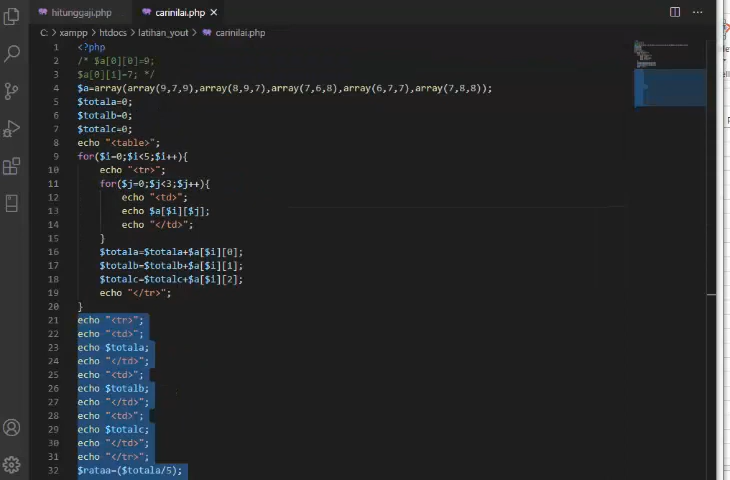 hitunggaji.php
carinilai.php
C: > xampp > htdocs > latihan_yout > carinilai.php
1 <?php
2 /* $a[0][0]=9;
3 $a[0][i]=7; */
4 $a=array(array(9,7,9),array(8,9,7),array(7,6,8),array(6,7,7),array(7,8,8));
5 $totala=0;
6 $totalb=0;
7 $totalc=0;
8 echo "<table>";
9 for($i=0;$i<5;$i++){
10 echo "<tr>";
11 for($j=0;$j<3;$j++){
12 echo "<td>";
13 echo $a[$i][$j];
14 echo "</td>";
15 }
16 $totala=$totala+$a[$i][0];
17 $totalb=$totalb+$a[$i][1];
18 $totalc=$totalc+$a[$i][2];
19 echo "</tr>";
20 }
21 echo "<tr>";
22 echo "<td>";
23 echo $totala;
24 echo "</td>";
25 echo "<td>";
26 echo $totalb;
27 echo "</td>";
28 echo "<td>";
29 echo $totalc;
30 echo "</td>";
31 echo "</tr>";
32 $rataa=($totala/5);